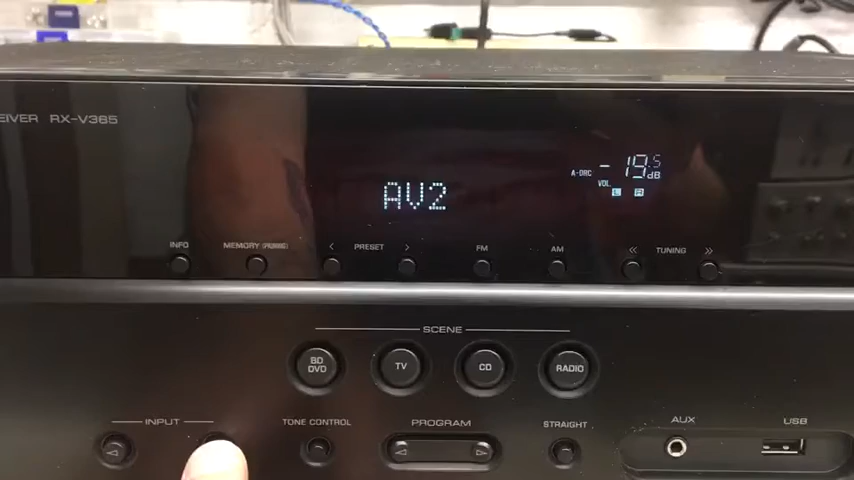 EIVER RX-V365
AV2
A-DRC
-19.5
dB
VOL.
L R
INFO
MEMORY
< PRESET >
FM
AM
<< TUNING >>
SCENE
BD
DVD
TV
CD
RADIO
INPUT
TONE CONTROL
PROGRAM
STRAIGHT
AUX
USB